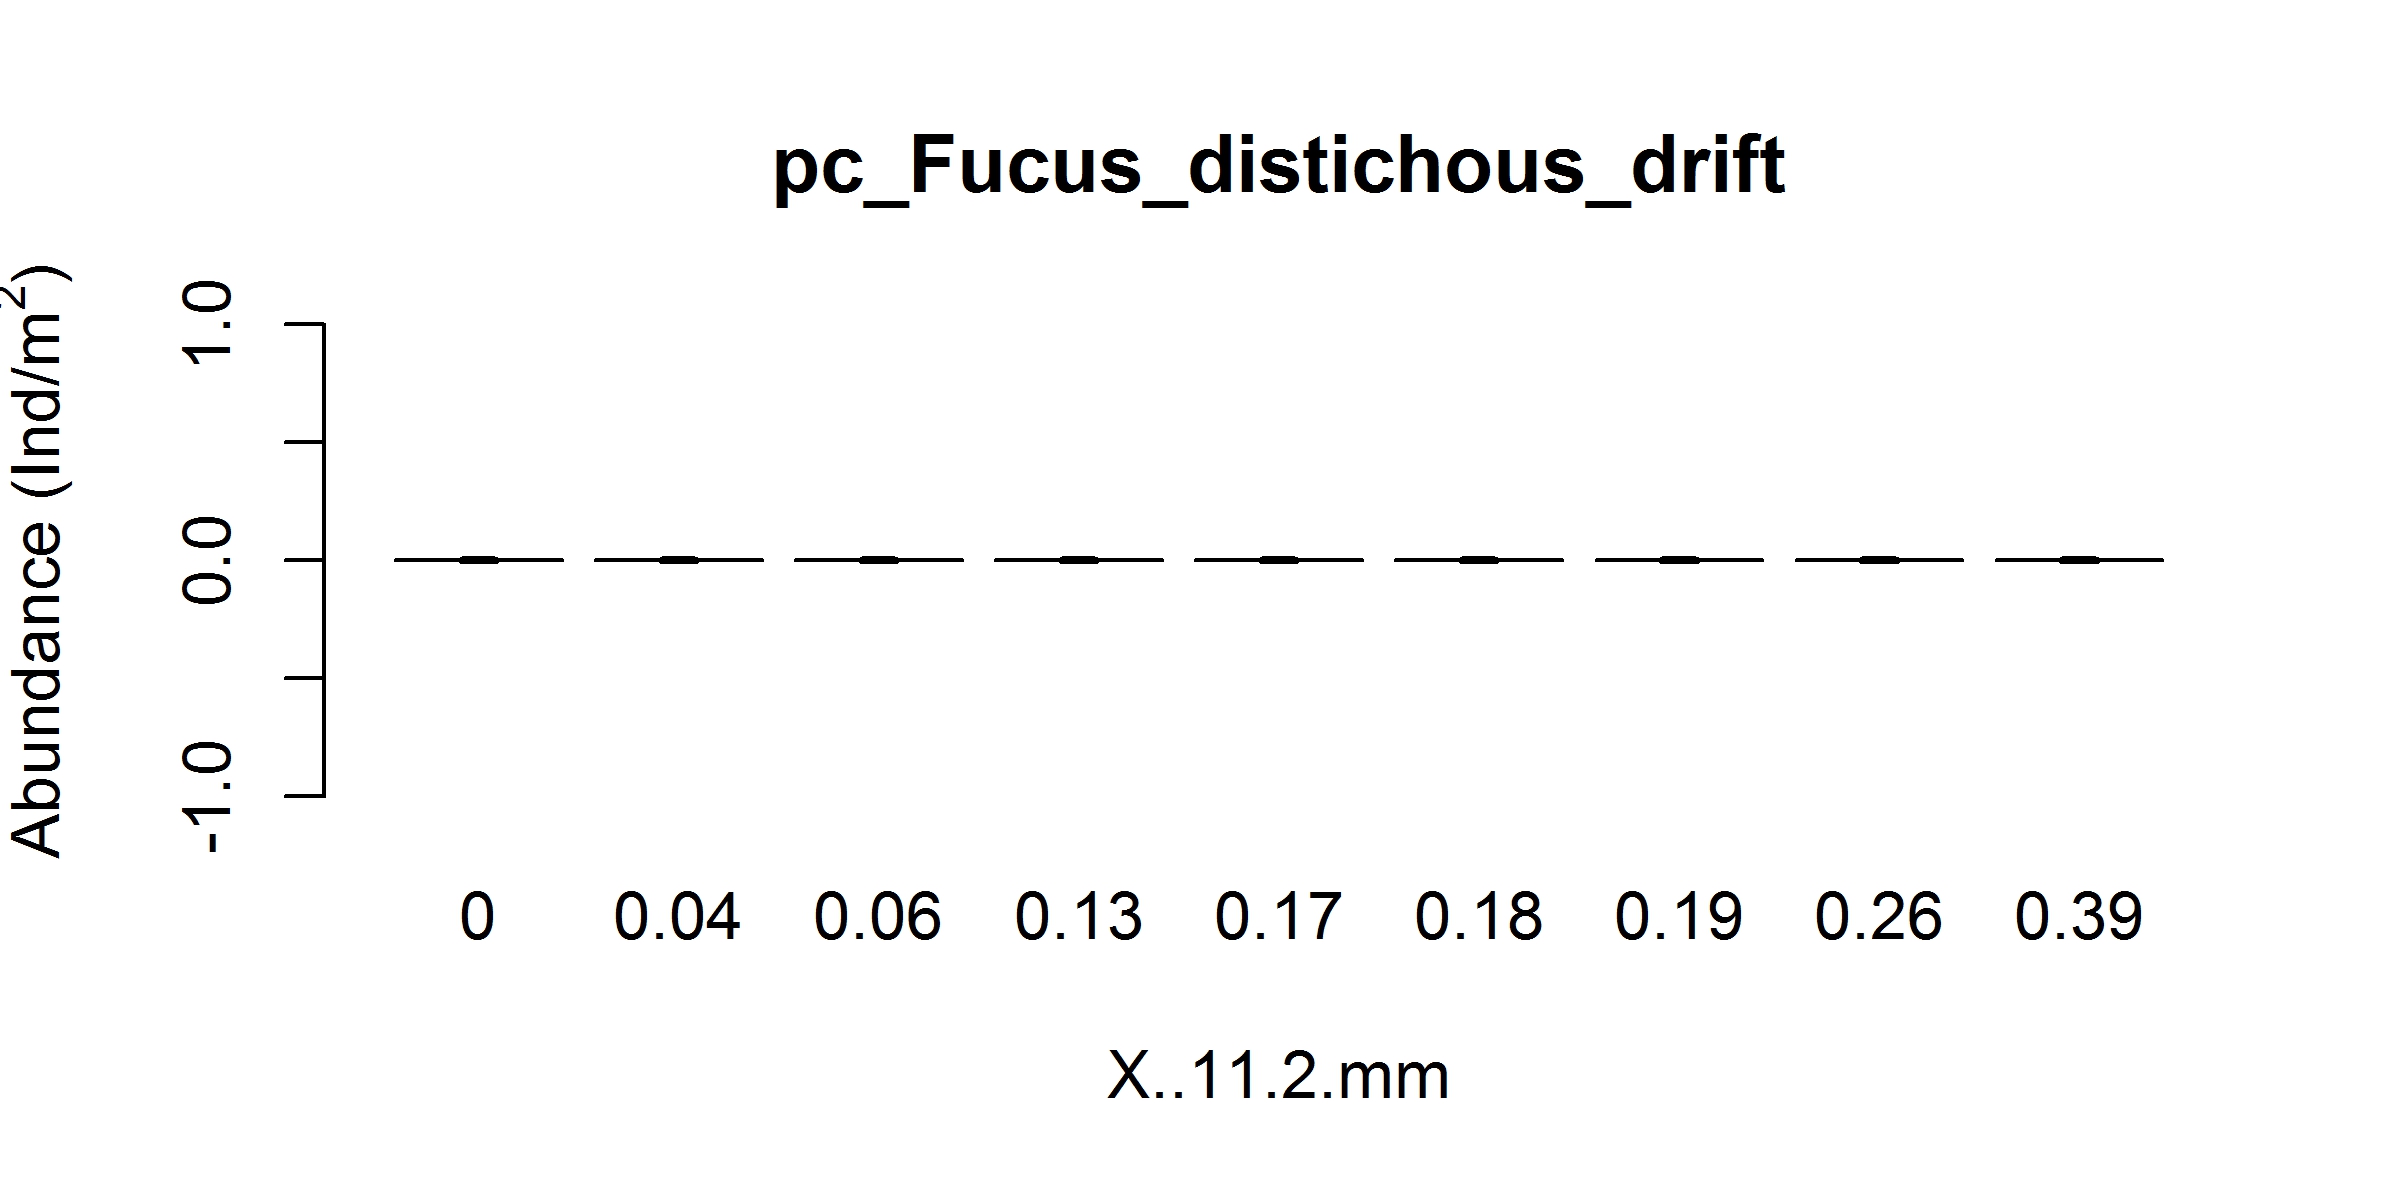 pc_Fucus_distichous_drift
Abundance (Ind/m²)
1.0
0.0
-1.0
0 0.04 0.06 0.13 0.17 0.18 0.19 0.26 0.39
X..11.2.mm